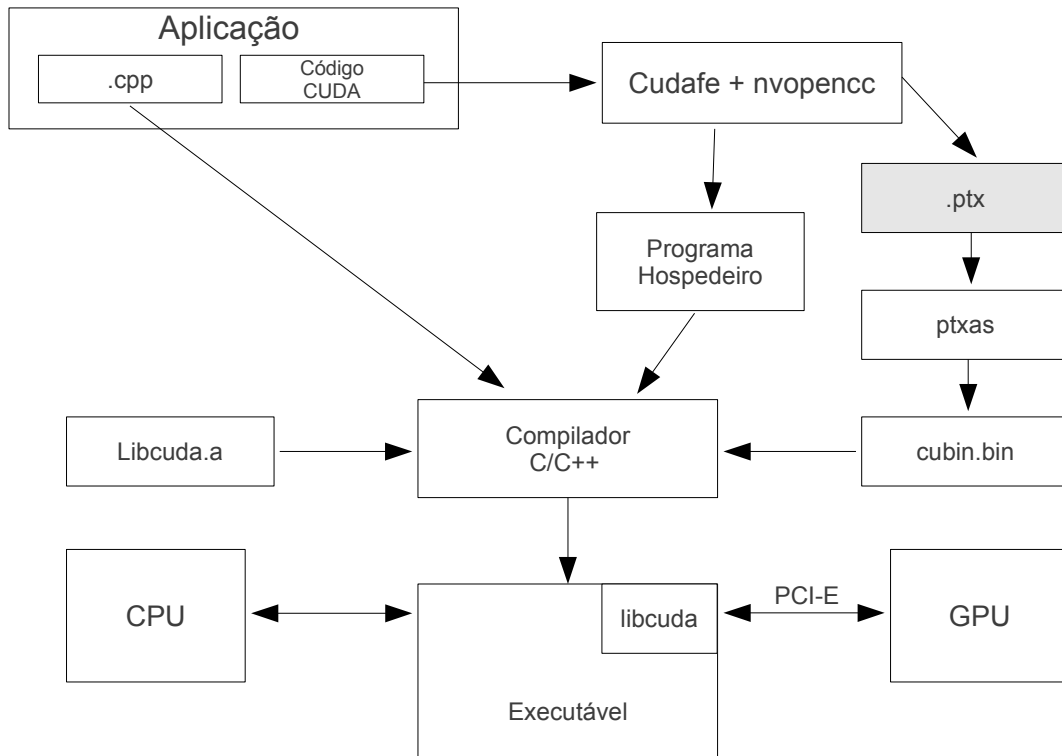 Aplicação
.cpp
Código
CUDA
Cudafe + nvopencc
.ptx
Programa
Hospedeiro
ptxas
Libcuda.a
Compilador
C/C++
cubin.bin
CPU
libcuda
PCI-E
GPU
Executável